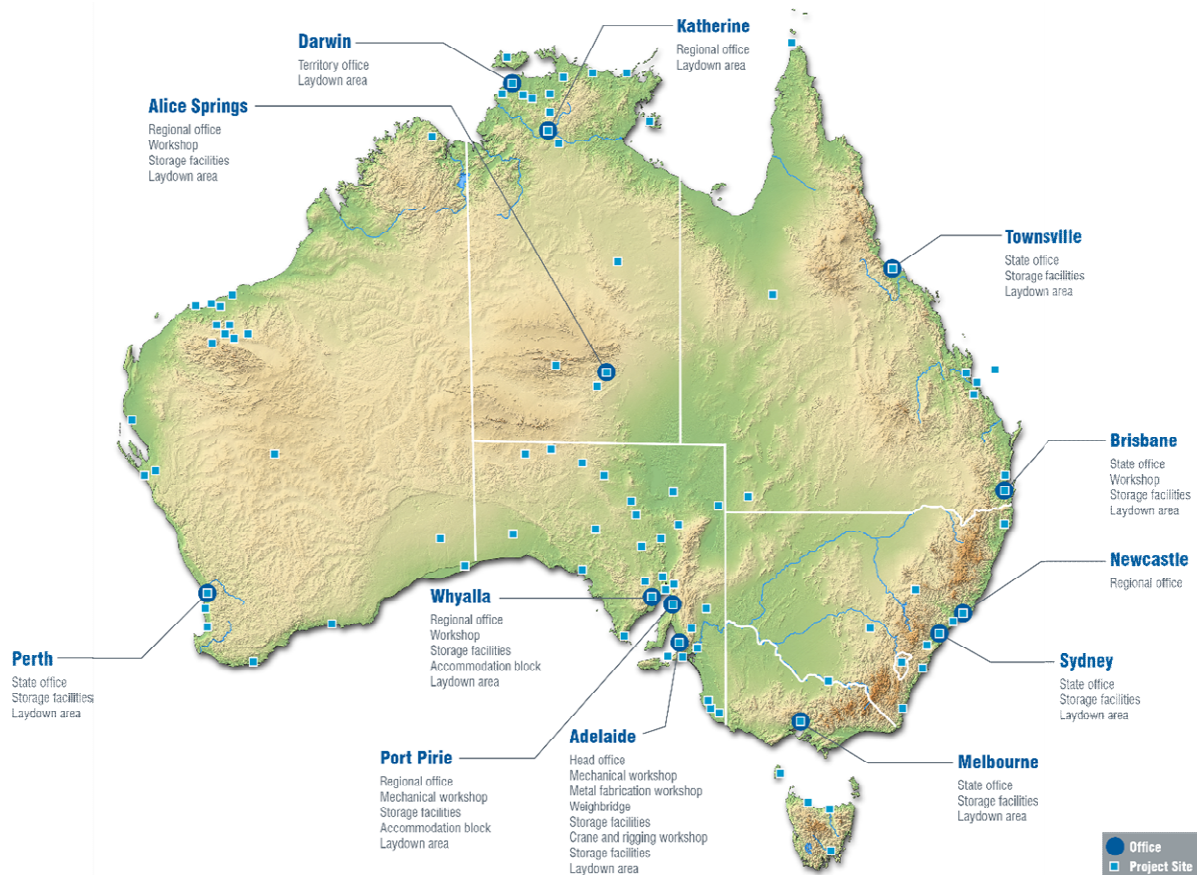 Darwin
Territory office
Laydown area
Katherine
Regional office
Laydown area
Alice Springs
Regional office
Workshop
Storage facilities
Laydown area
Townsville
State office
Storage facilities
Laydown area
Brisbane
State office
Workshop
Storage facilities
Laydown area
Newcastle
Regional office
Whyalla
Regional office
Workshop
Storage facilities
Accommodation block
Laydown area
Perth
State office
Storage facilities
Laydown area
Sydney
State office
Storage facilities
Laydown area
Port Pirie
Regional office
Mechanical workshop
Storage facilities
Accommodation block
Laydown area
Adelaide
Head office
Mechanical workshop
Metal fabrication workshop
Weighbridge
Storage facilities
Crane and rigging workshop
Storage facilities
Laydown area
Melbourne
State office
Storage facilities
Laydown area
Office
Project Site